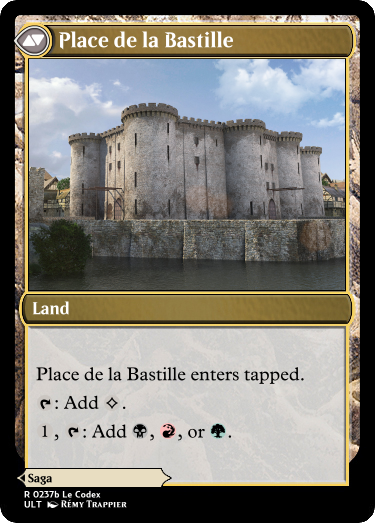 Place de la Bastille
Land
Place de la Bastille enters tapped.
: Add .
1 , : Add , , or .
Saga
R 0237b Le Codex
ULT RÉMY TRAPPIER